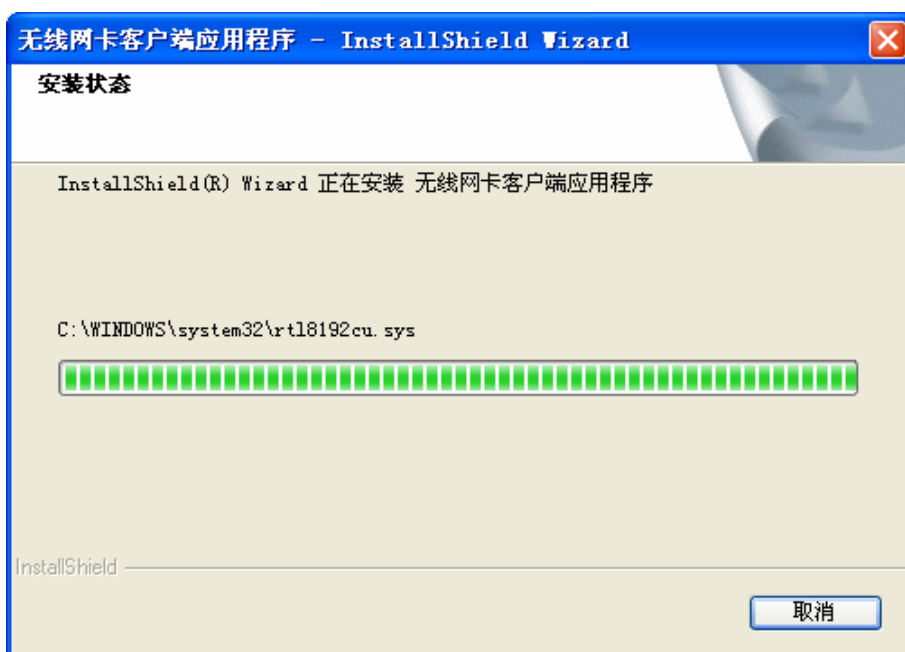 无线网卡客户端应用程序 - InstallShield Wizard
安装状态
InstallShield(R) Wizard 正在安装 无线网卡客户端应用程序
C:\WINDOWS\system32\rtl8192cu.sys
InstallShield
取消